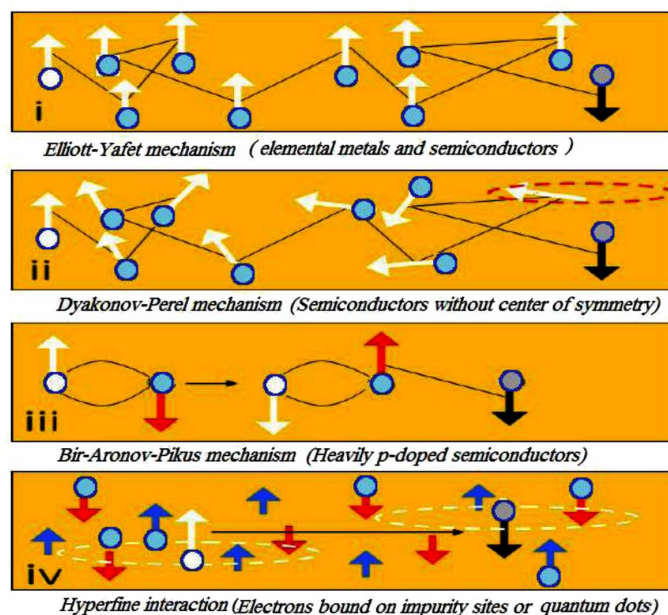 i
Elliott-Yafet mechanism ( elemental metals and semiconductors )
ii
Dyakonov-Perel mechanism (Semiconductors without center of symmetry)
iii
Bir-Aronov-Pikus mechanism (Heavily p-doped semiconductors)
iv
Hyperfine interaction (Electrons bound on impurity sites or quantum dots)